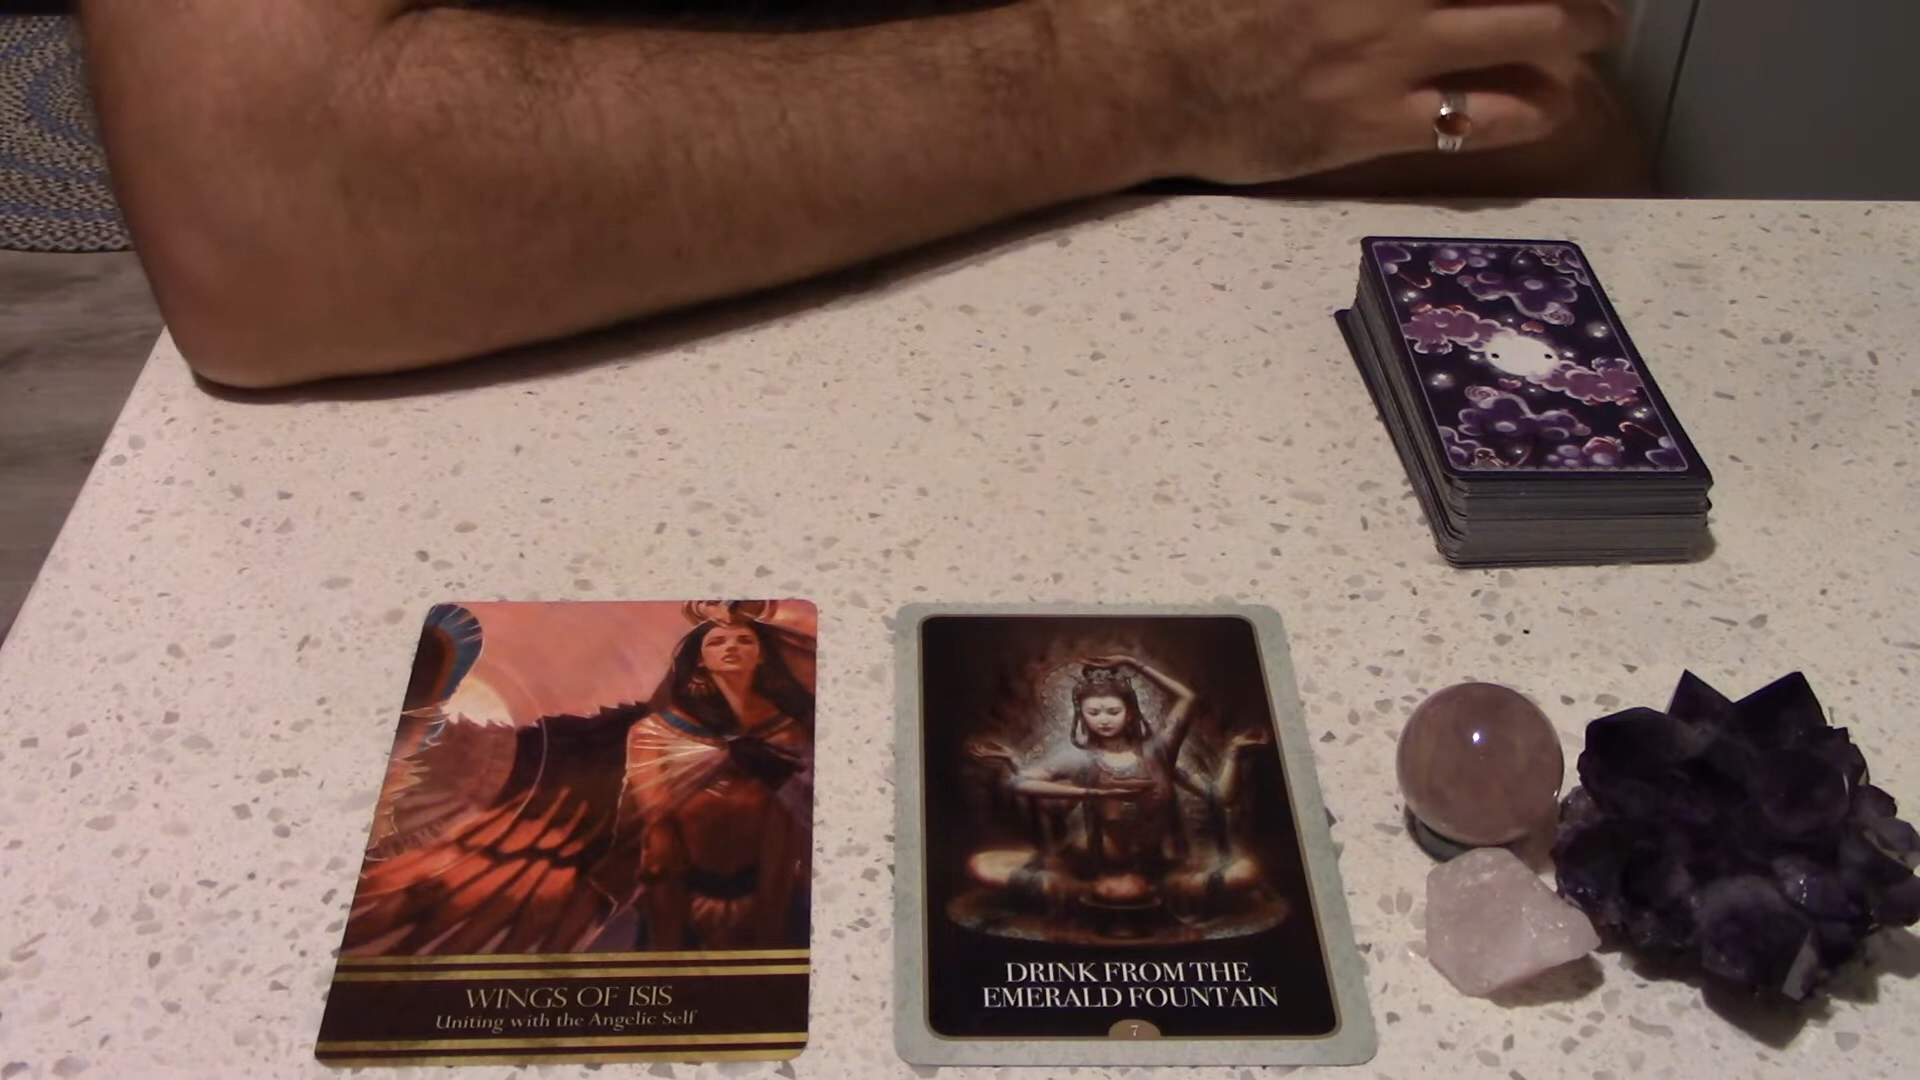 WINGS OF ISIS
Uniting with the Angelic Self
DRINK FROM THE
EMERALD FOUNTAIN
7